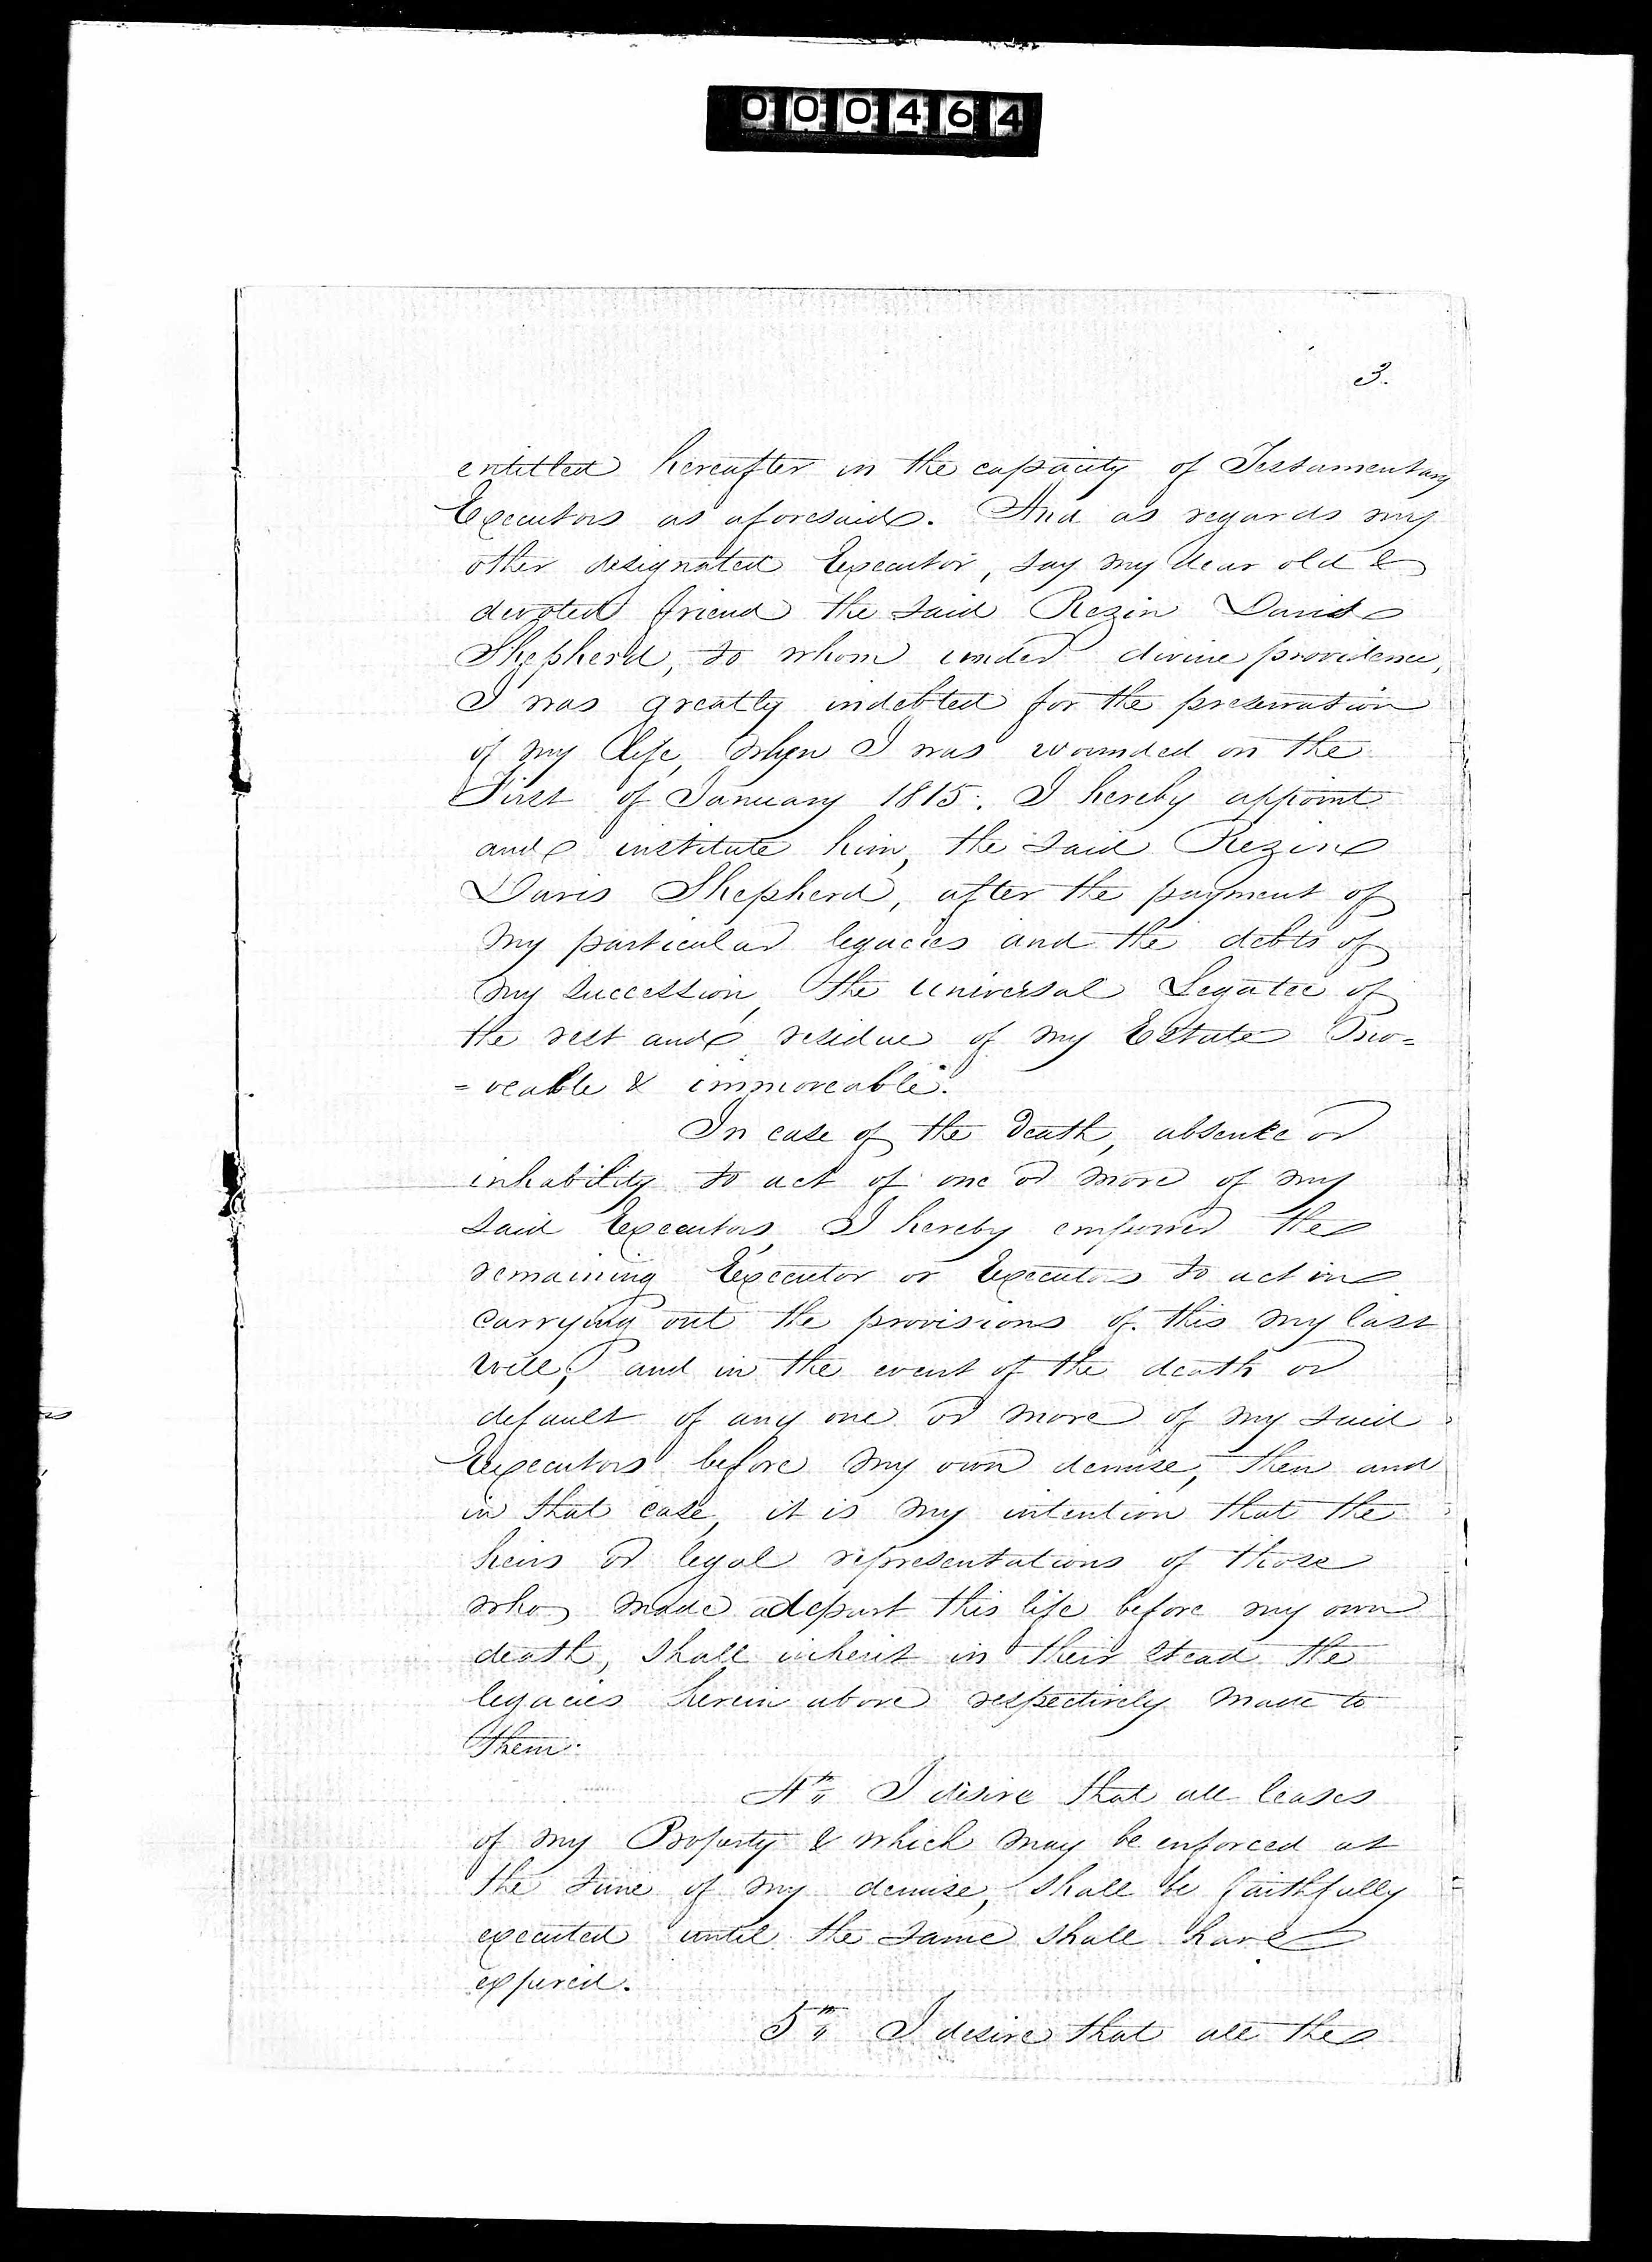 000464
3.
entitled hereafter in the capacity of Testamentary
Executors as aforesaid. And as regards my
other designated Executor, say my dear old &
devoted friend the said Rezin David
Shepherd, to whom under divine providence,
I was greatly indebted for the preservation
of my life, when I was wounded on the
First of January 1815. I hereby appoint
and institute him, the said Rezin
Davis Shepherd, after the payment of
my particular legacies and the debts of
my succession, the universal Legatee of
the rest and residue of my Estate mo=
=veable & immoveable.
In case of the death, absence or
inhability to act of one or more of my
said Executors, I hereby empower the
remaining Executor or Executors to act in
carrying out the provisions of this my last
will, and in the event of the death or
default of any one or more of my said
Executors before my own demise, then and
in that case, it is my intention that the
heirs or legal representations of those
who made adepart this life before my own
death, shall inherit in their stead the
legacies herein above respectively made to
them.
4th I desire that all leases
of my Property & which may be enforced at
the time of my demise, shall be faithfully
executed until the same shall have
expired.
5th I desire that all the